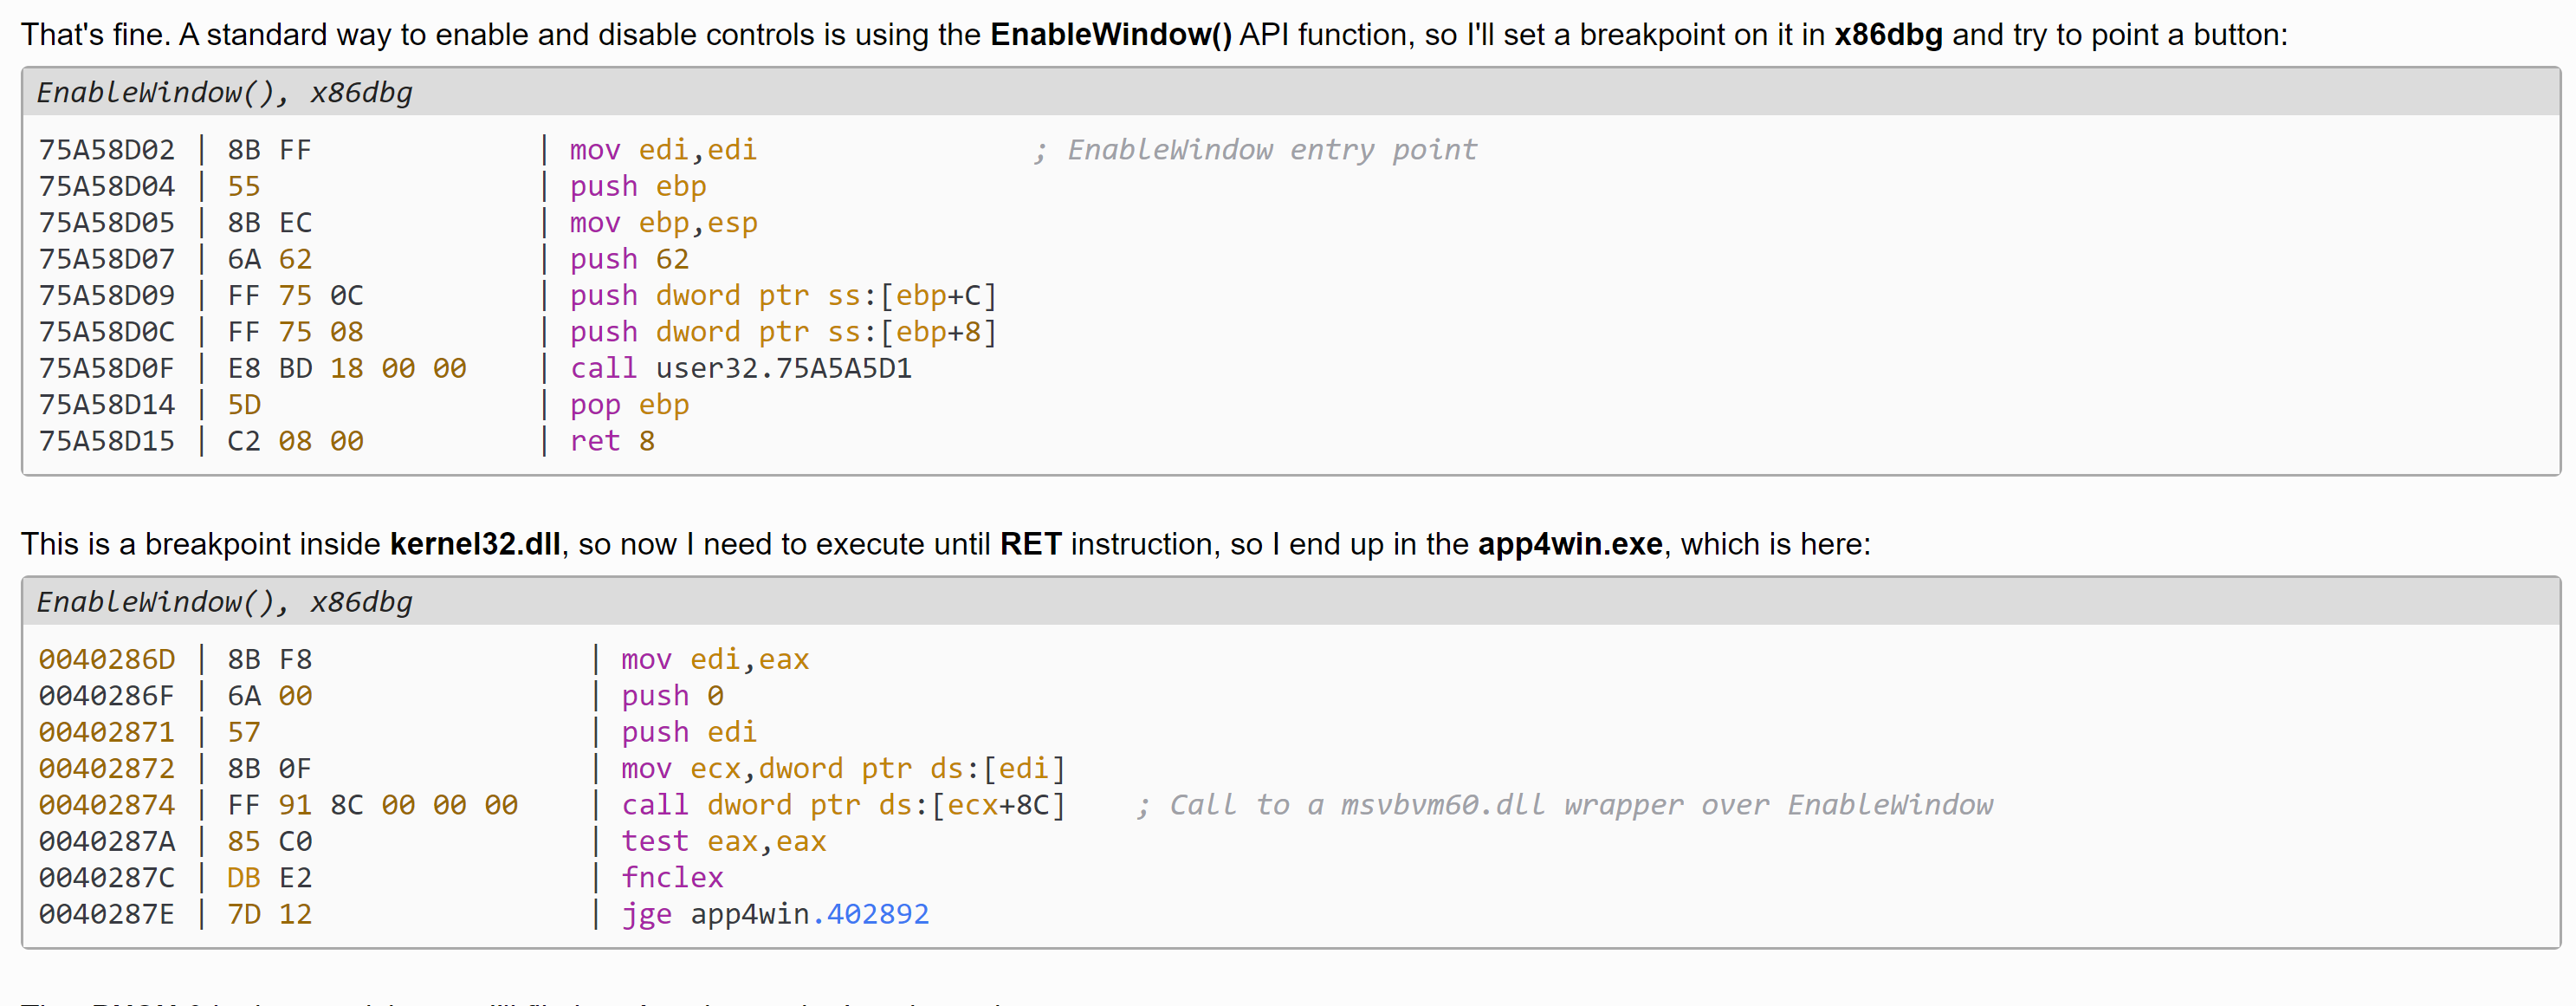 That's fine. A standard way to enable and disable controls is using the EnableWindow() API function, so I'll set a breakpoint on it in x86dbg and try to point a button:
EnableWindow(), x86dbg
75A58D02 | 8B FF | mov edi,edi ; EnableWindow entry point
75A58D04 | 55 | push ebp
75A58D05 | 8B EC | mov ebp,esp
75A58D07 | 6A 62 | push 62
75A58D09 | FF 75 0C | push dword ptr ss:[ebp+C]
75A58D0C | FF 75 08 | push dword ptr ss:[ebp+8]
75A58D0F | E8 BD 18 00 00 | call user32.75A5A5D1
75A58D14 | 5D | pop ebp
75A58D15 | C2 08 00 | ret 8
This is a breakpoint inside kernel32.dll, so now I need to execute until RET instruction, so I end up in the app4win.exe, which is here:
EnableWindow(), x86dbg
0040286D | 8B F8 | mov edi,eax
0040286F | 6A 00 | push 0
00402871 | 57 | push edi
00402872 | 8B 0F | mov ecx,dword ptr ds:[edi]
00402874 | FF 91 8C 00 00 00 | call dword ptr ds:[ecx+8C] ; Call to a msvbvm60.dll wrapper over EnableWindow
0040287A | 85 C0 | test eax,eax
0040287C | DB E2 | fnclex
0040287E | 7D 12 | jge app4win.402892